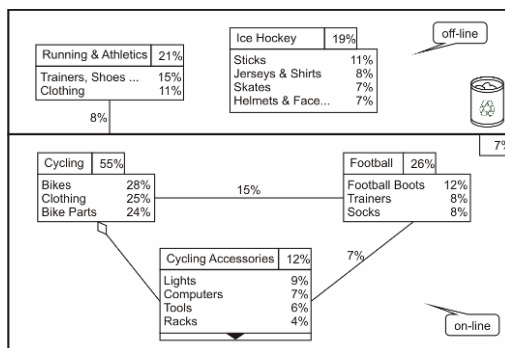 off-line
Ice Hockey 19%
Sticks 11%
Jerseys & Shirts 8%
Skates 7%
Helmets & Face... 7%
Running & Athletics 21%
Trainers, Shoes ... 15%
Clothing 11%
8%
7%
Cycling 55%
Bikes 28%
Clothing 25%
Bike Parts 24%
15%
Football 26%
Football Boots 12%
Trainers 8%
Socks 8%
7%
Cycling Accessories 12%
Lights 9%
Computers 7%
Tools 6%
Racks 4%
on-line